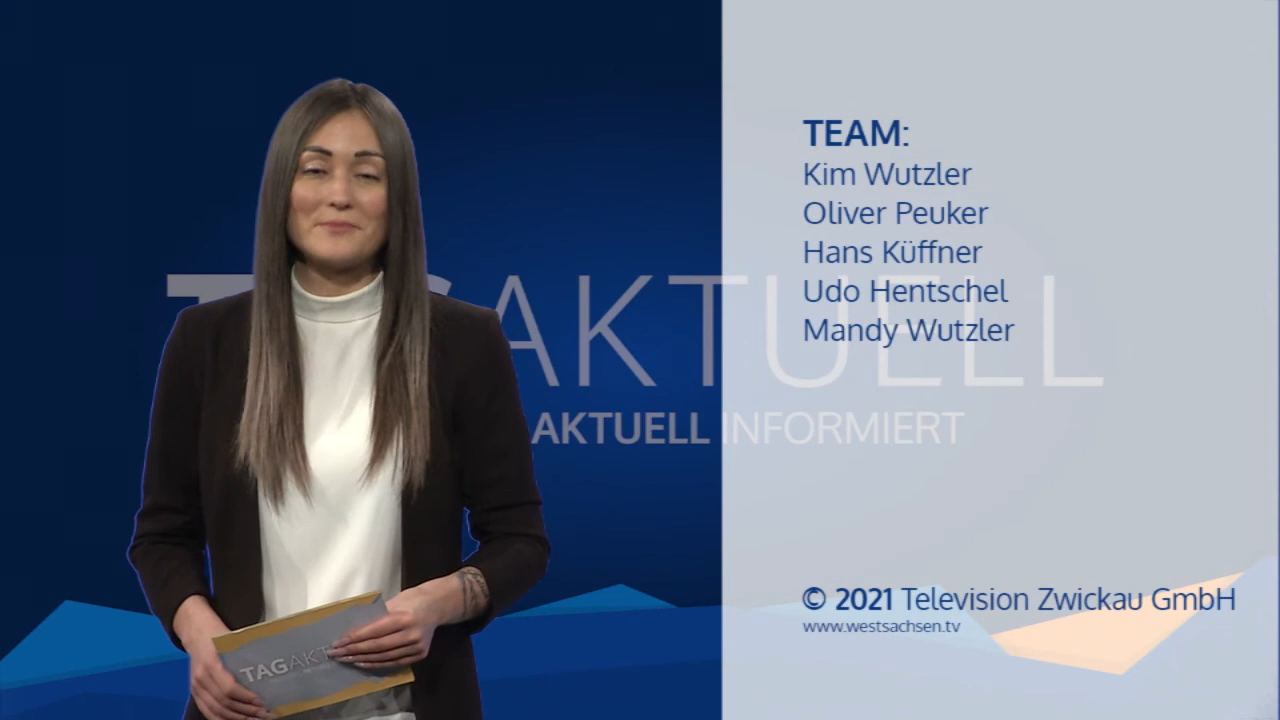 TEAM:
Kim Wutzler
Oliver Peuker
Hans Küffner
Udo Hentschel
Mandy Wutzler
AKTUELL
AKTUELL INFORMIERT
© 2021 Television Zwickau GmbH
www.westsachsen.tv